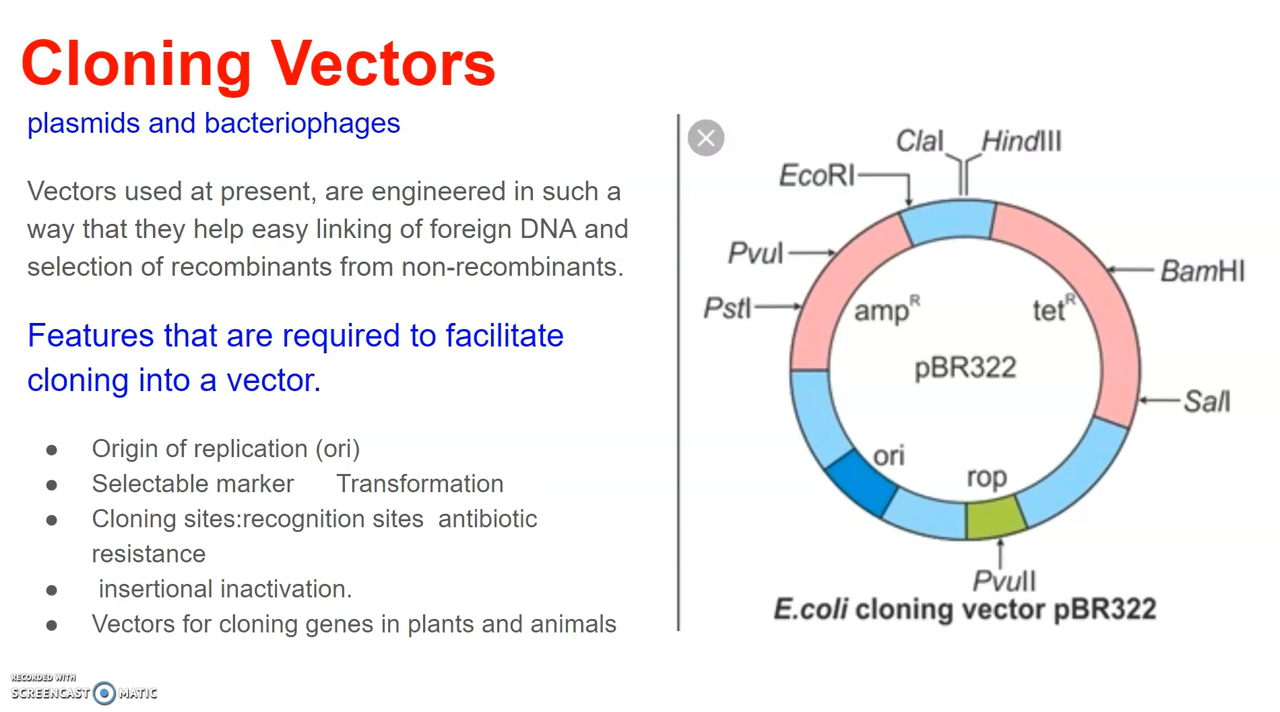 Cloning Vectors
plasmids and bacteriophages
Vectors used at present, are engineered in such a
way that they help easy linking of foreign DNA and
selection of recombinants from non-recombinants.
Features that are required to facilitate
cloning into a vector.
● Origin of replication (ori)
● Selectable marker Transformation
● Cloning sites:recognition sites antibiotic
resistance
● insertional inactivation.
● Vectors for cloning genes in plants and animals
ClaI HindIII
EcoRI
PvuI
BamHI
PstI
ampR
tetR
pBR322
SalI
ori
rop
PvuII
E.coli cloning vector pBR322
RECORDED WITH
SCREENCAST MATIC